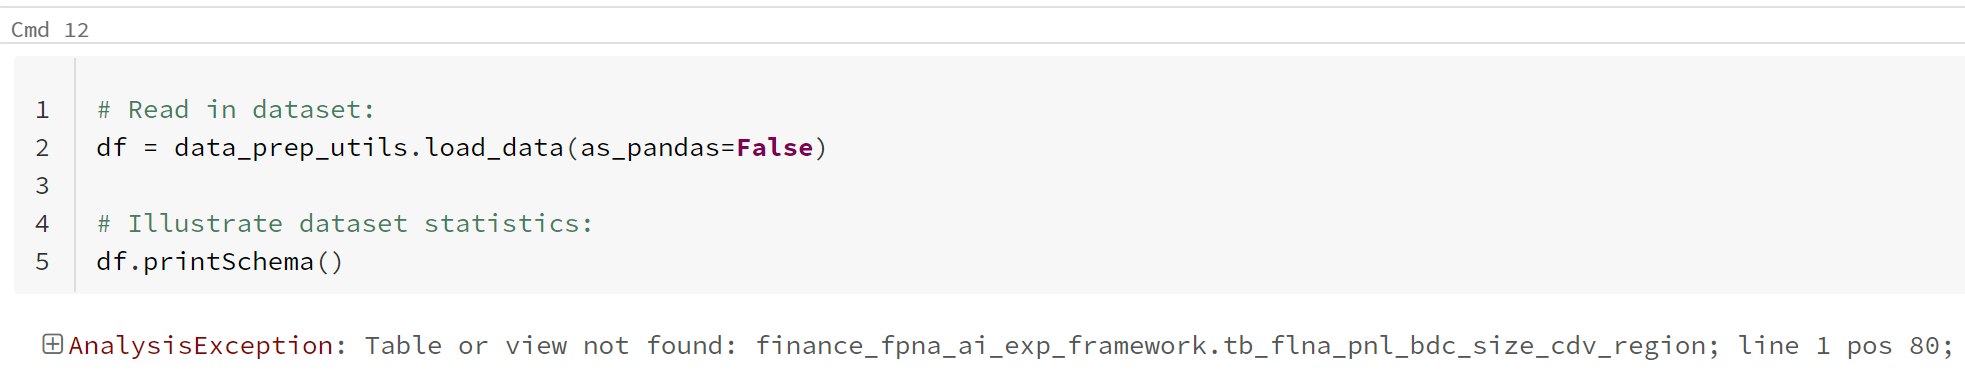 Cmd 12
1 # Read in dataset:
2 df = data_prep_utils.load_data(as_pandas=False)
3
4 # Illustrate dataset statistics:
5 df.printSchema()
AnalysisException: Table or view not found: finance_fpna_ai_exp_framework.tb_flna_pnl_bdc_size_cdv_region; line 1 pos 80;